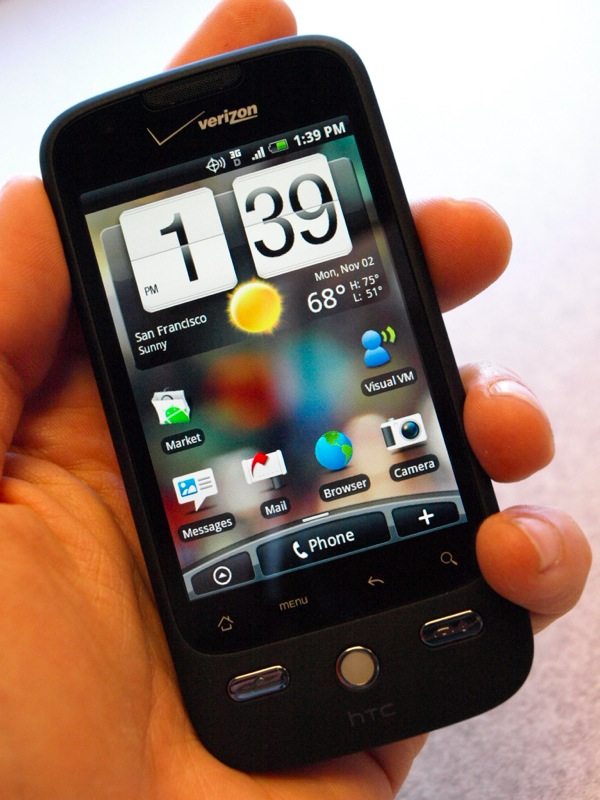 verizon
3G
1:39 PM
1
39
PM
Mon, Nov 02
68° H: 75°
L: 51°
San Francisco
Sunny
Visual VM
Market
Messages
Mail
Browser
Camera
Phone
MENU
hTC